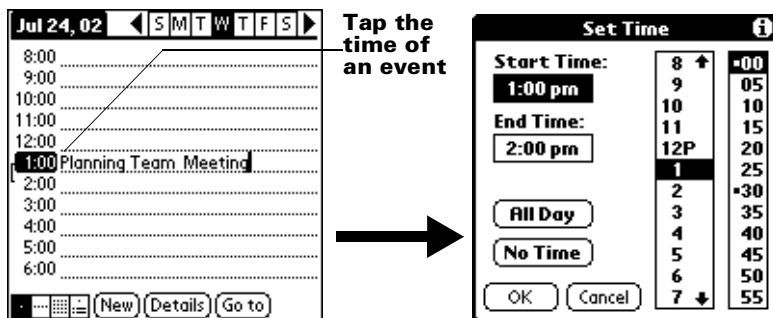 Jul 24, 02 S M T W T F S
8:00
9:00
10:00
11:00
12:00
1:00 Planning Team Meeting
2:00
3:00
4:00
5:00
6:00
New Details Go to
Tap the
time of
an event
Set Time
Start Time:
1:00 pm
End Time:
2:00 pm
All Day
No Time
OK Cancel
8
9
10
11
12P
1
2
3
4
5
6
7
00
05
10
15
20
25
30
35
40
45
50
55